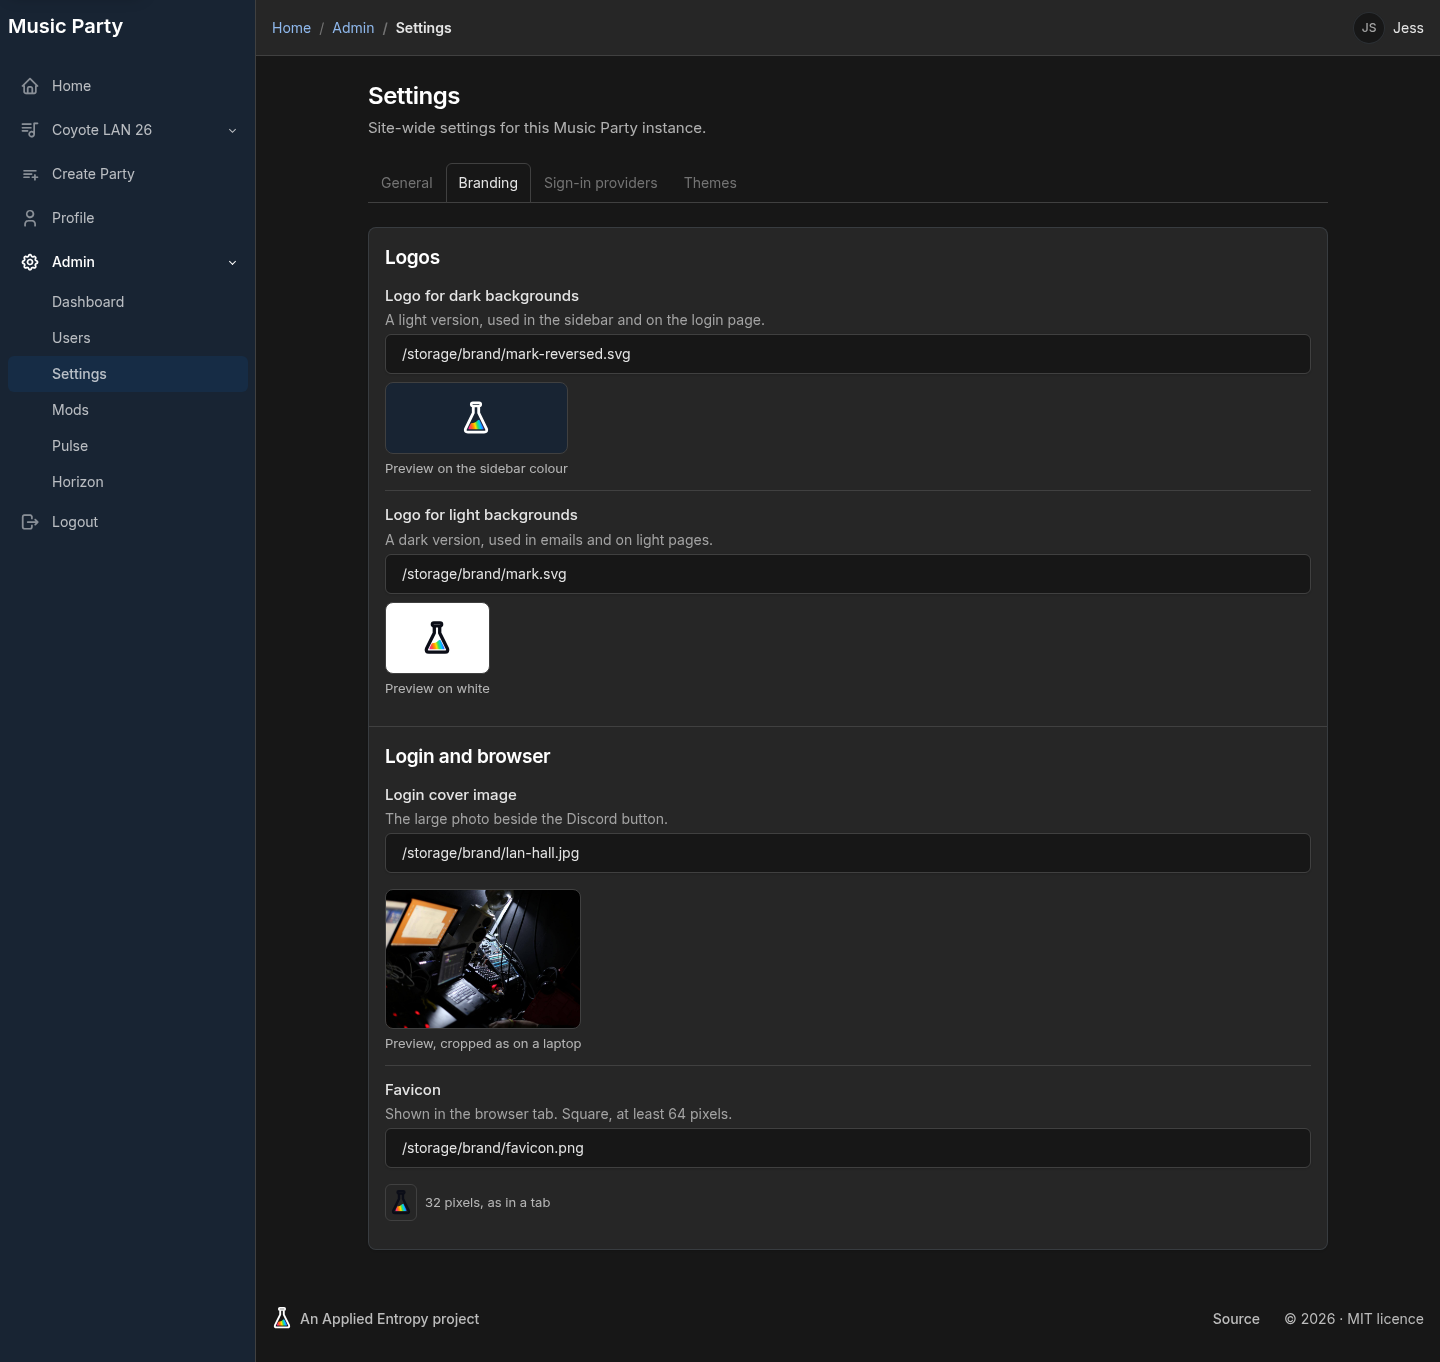 Music Party
Home / Admin / Settings
JS
Jess
Home
Coyote LAN 26
Create Party
Profile
Admin
Dashboard
Users
Settings
Mods
Pulse
Horizon
Logout
Settings
Site-wide settings for this Music Party instance.
General
Branding
Sign-in providers
Themes
Logos
Logo for dark backgrounds
A light version, used in the sidebar and on the login page.
/storage/brand/mark-reversed.svg
Preview on the sidebar colour
Logo for light backgrounds
A dark version, used in emails and on light pages.
/storage/brand/mark.svg
Preview on white
Login and browser
Login cover image
The large photo beside the Discord button.
/storage/brand/lan-hall.jpg
Preview, cropped as on a laptop
Favicon
Shown in the browser tab. Square, at least 64 pixels.
/storage/brand/favicon.png
32 pixels, as in a tab
An Applied Entropy project
Source
© 2026 · MIT licence